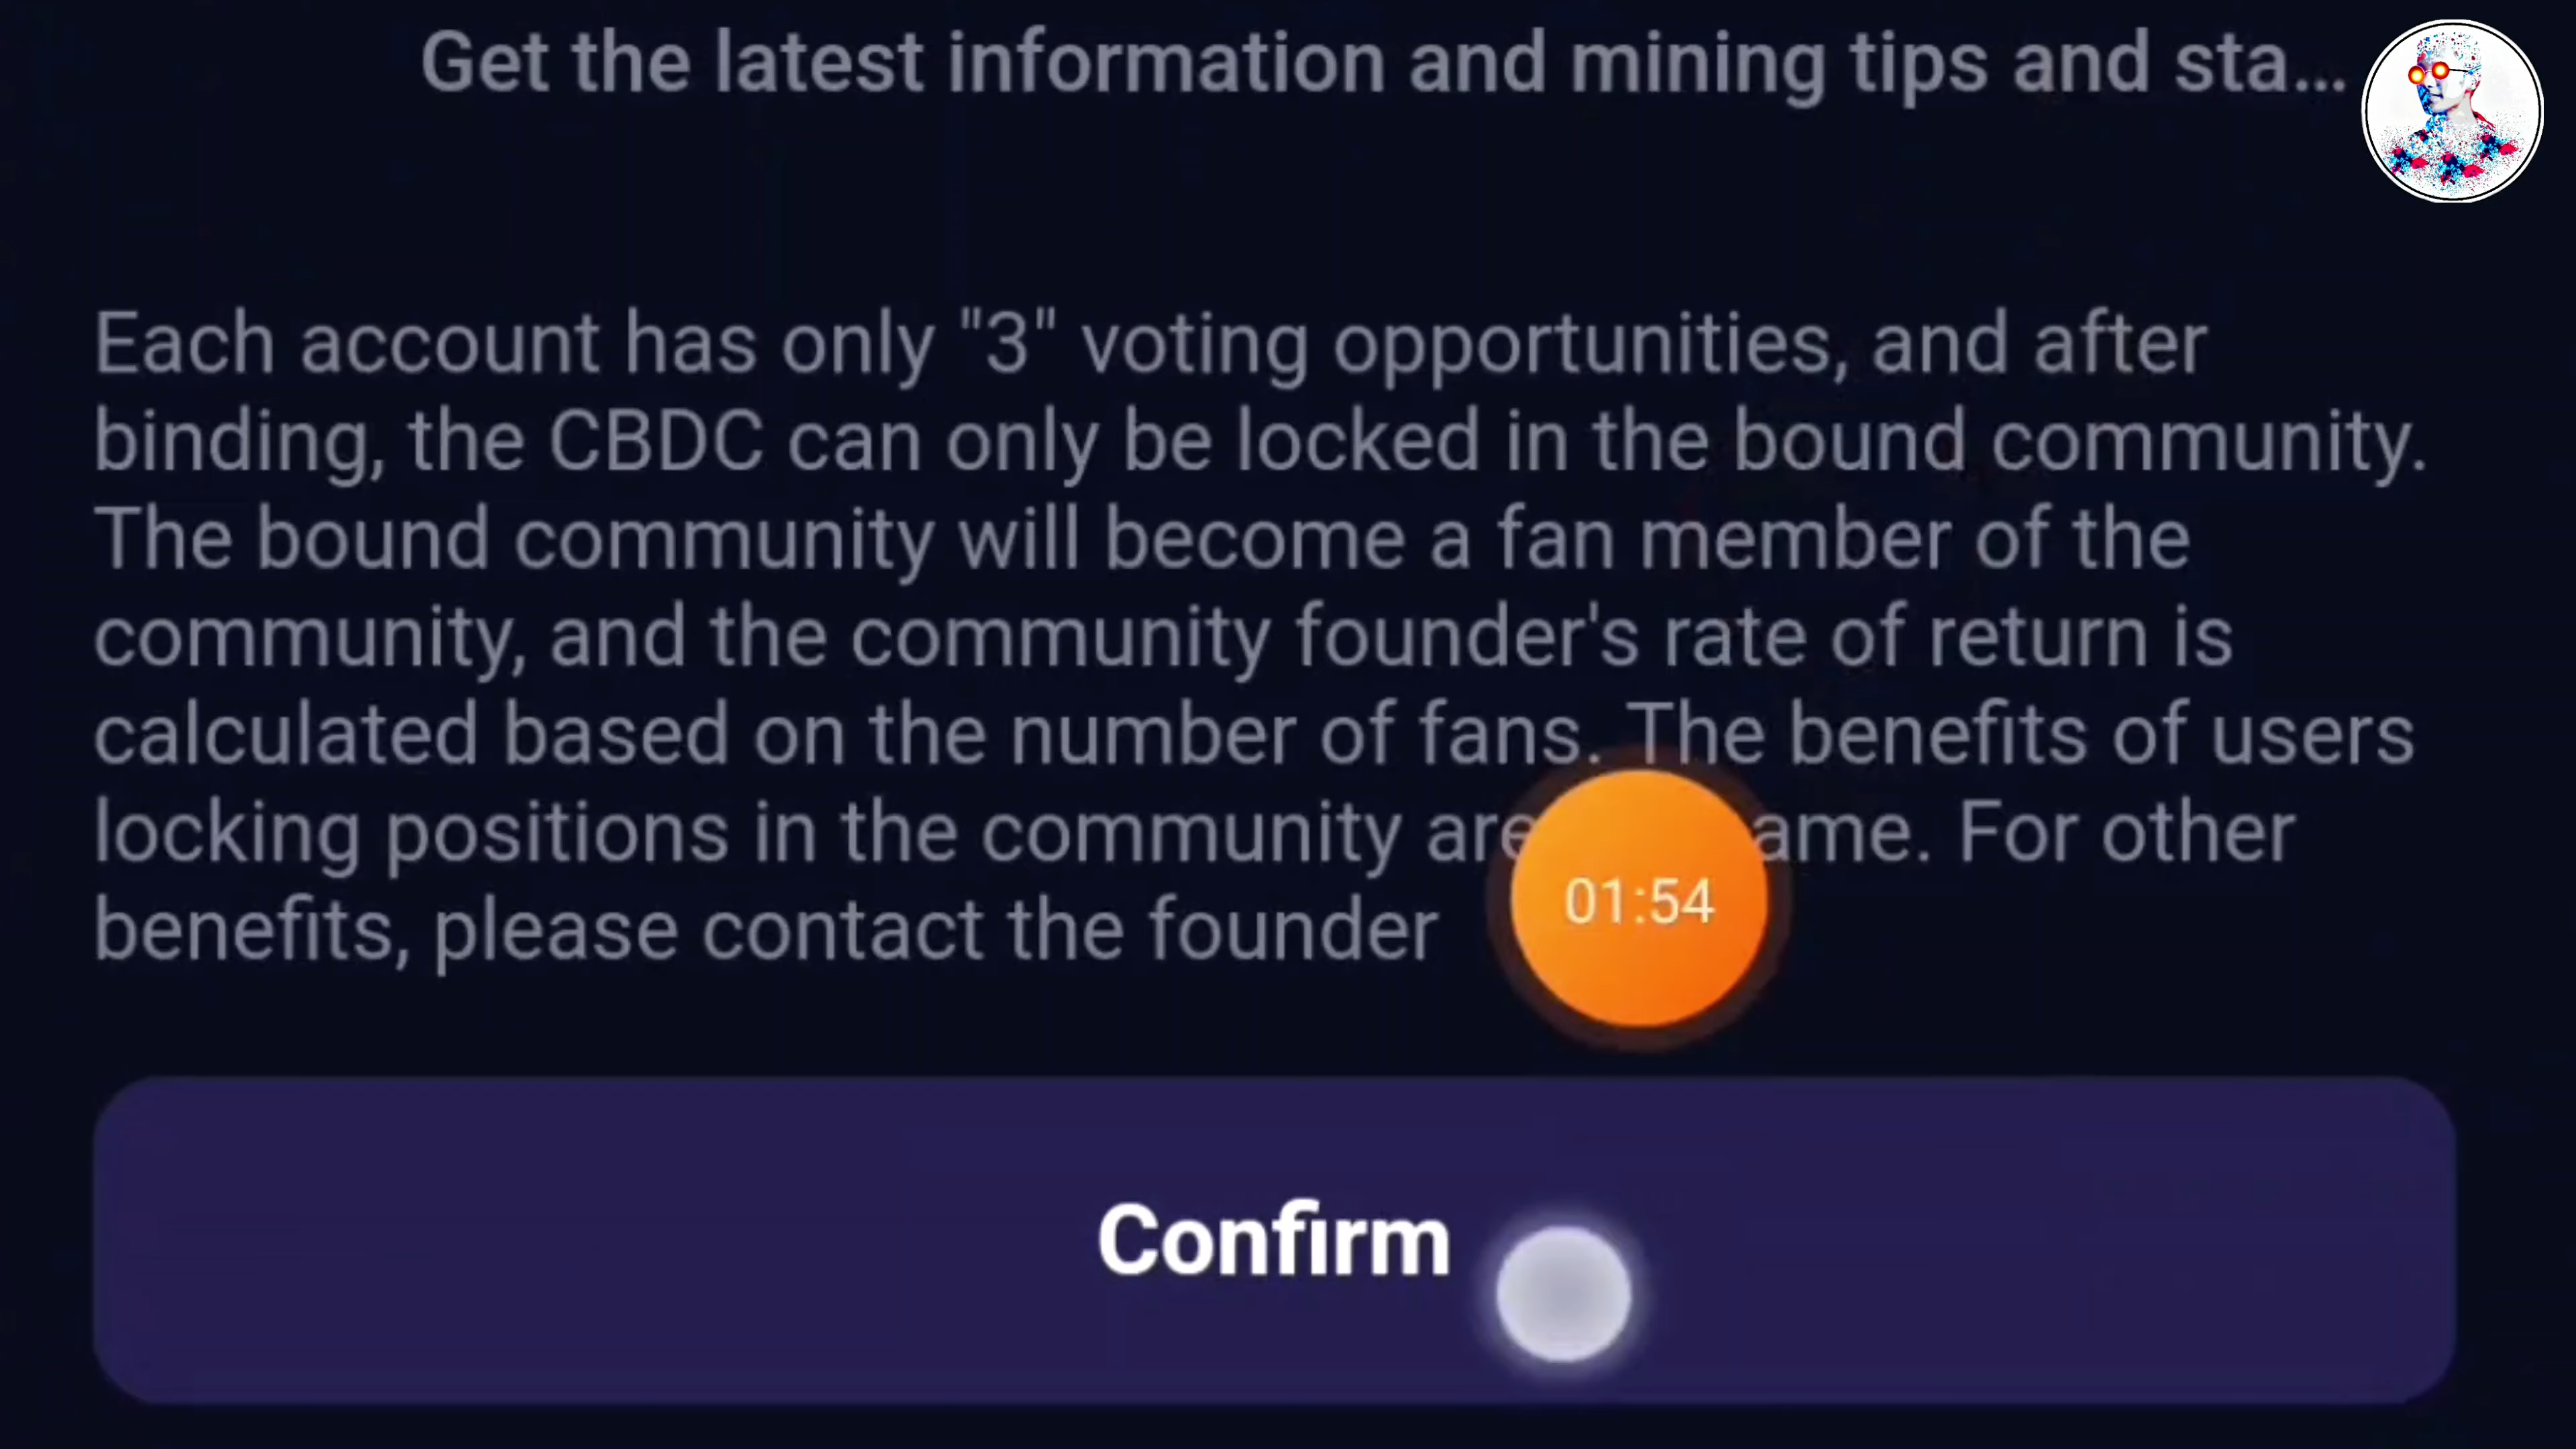 Get the latest information and mining tips and sta...
Each account has only "3" voting opportunities, and after
binding, the CBDC can only be locked in the bound community.
The bound community will become a fan member of the
community, and the community founder's rate of return is
calculated based on the number of fans. The benefits of users
locking positions in the community are ame. For other
benefits, please contact the founder
01:54
Confirm